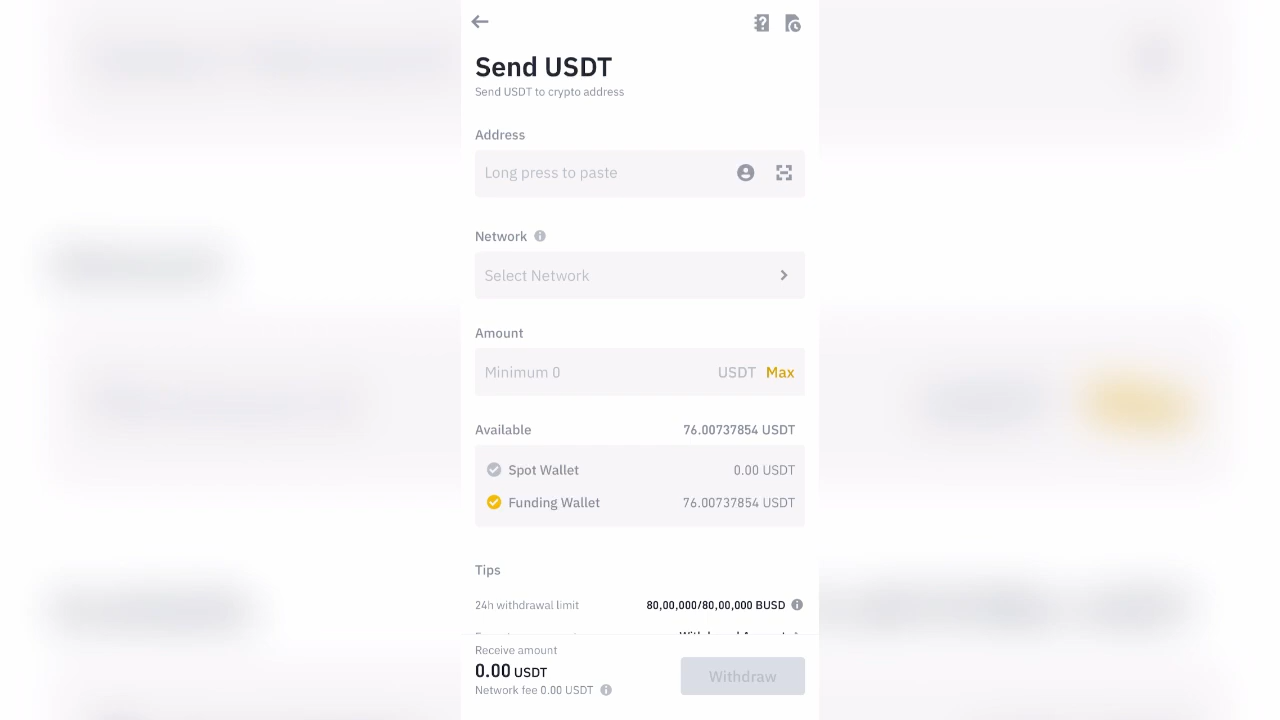 Send USDT
Send USDT to crypto address
Address
Long press to paste
Network
Select Network
Amount
Minimum 0 USDT Max
Available 76.00737854 USDT
Spot Wallet 0.00 USDT
Funding Wallet 76.00737854 USDT
Tips
24h withdrawal limit 80,00,000/80,00,000 BUSD
Receive amount
0.00 USDT
Network fee 0.00 USDT
Withdraw